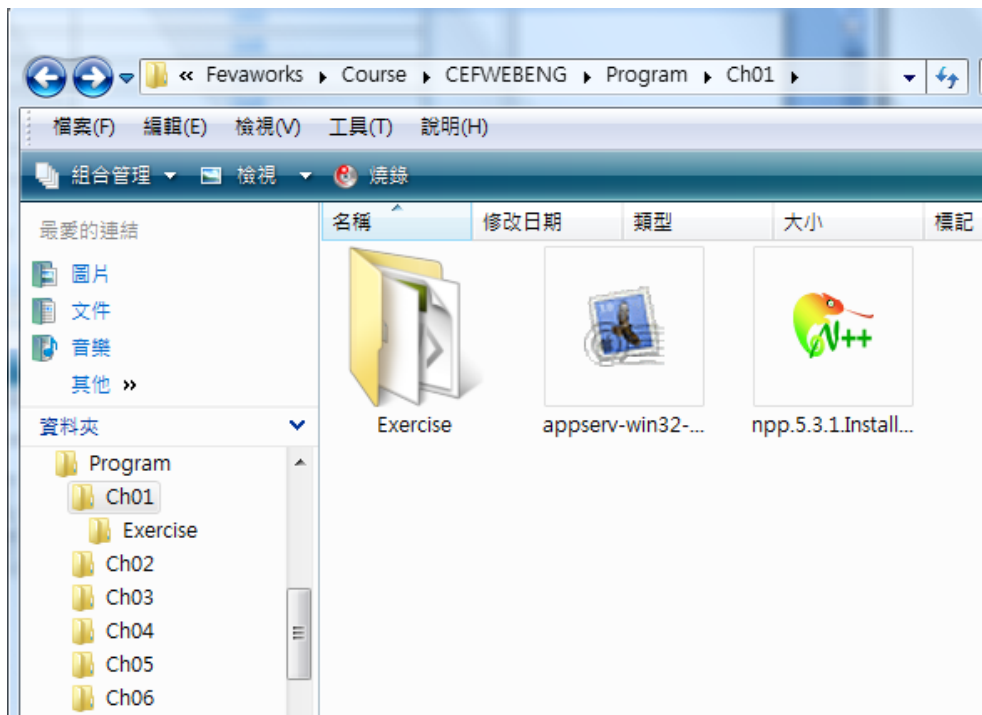 « Fevaworks ▸ Course ▸ CEFWEBENG ▸ Program ▸ Ch01 ▸
檔案(F) 編輯(E) 檢視(V) 工具(T) 說明(H)
組合管理 檢視 燒錄
最愛的連結
圖片
文件
音樂
其他 »
資料夾
Program
Ch01
Exercise
Ch02
Ch03
Ch04
Ch05
Ch06
名稱 修改日期 類型 大小 標記
N++
Exercise appserv-win32-... npp.5.3.1.Install...